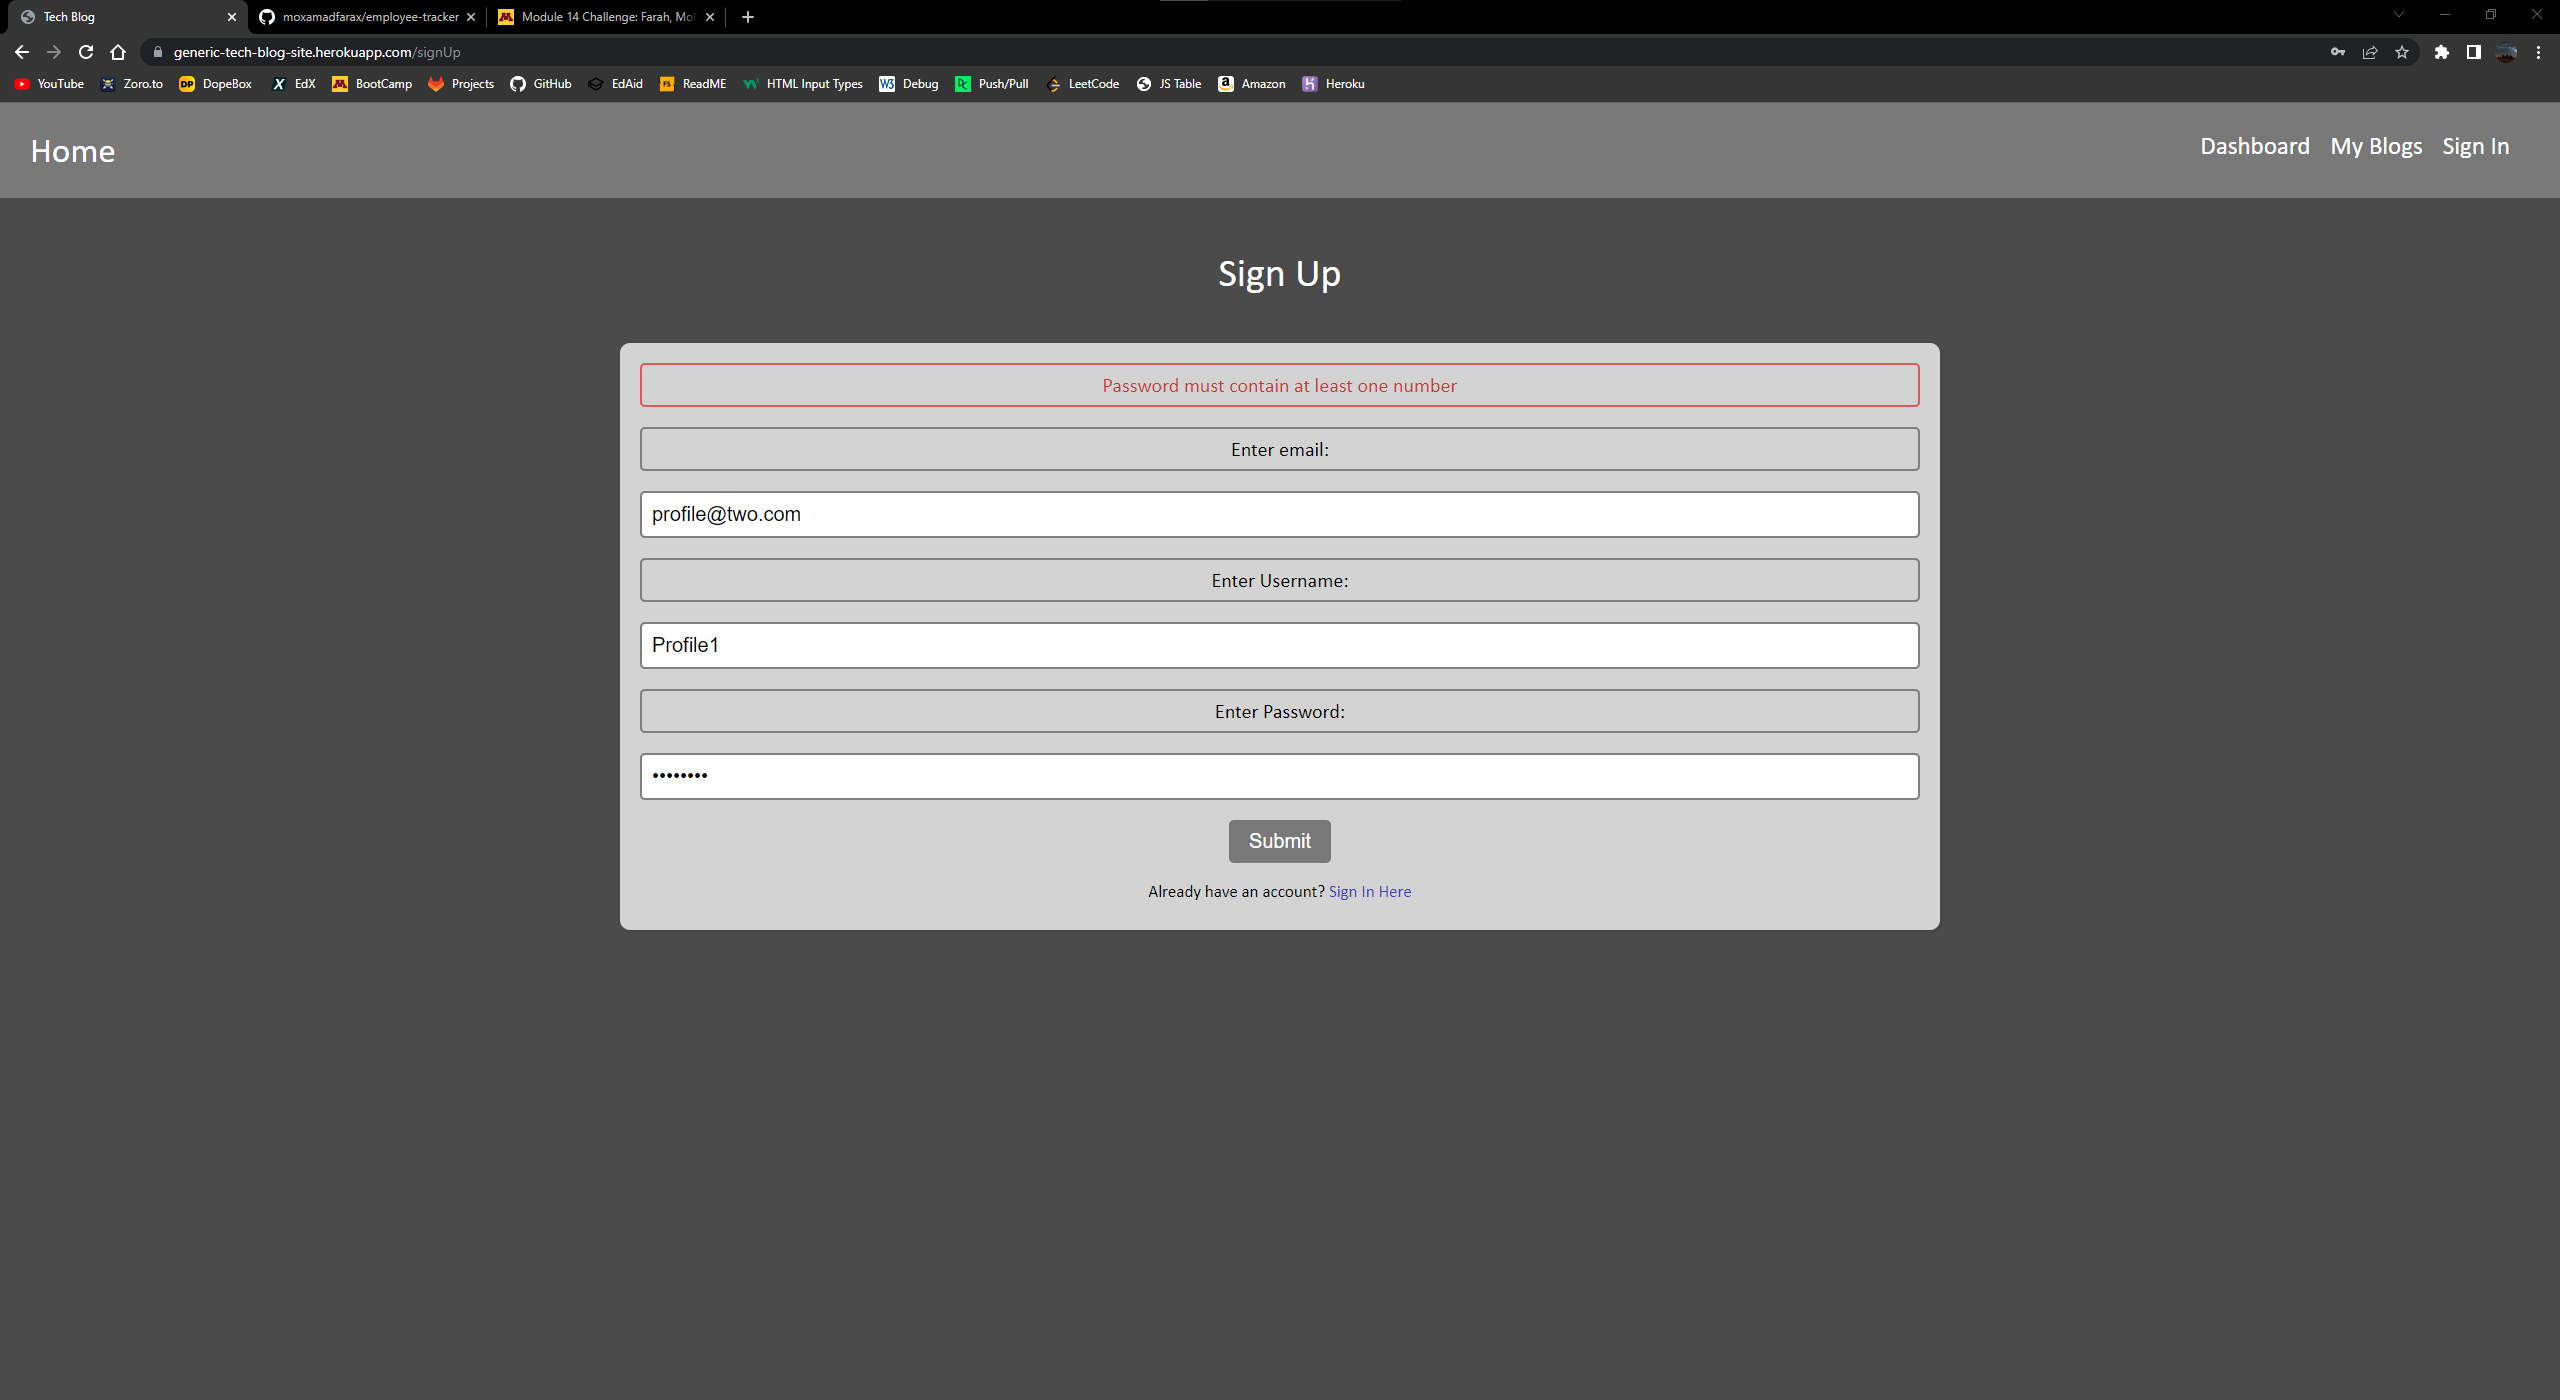 Tech Blog
moxamadfarax/employee-tracker
Module 14 Challenge: Farah, Mo
generic-tech-blog-site.herokuapp.com/signUp
YouTube Zoro.to DP DopeBox EdX BootCamp Projects GitHub EdAid FS ReadME HTML Input Types W3 Debug Push/Pull LeetCode JS Table Amazon Heroku
Home
Dashboard My Blogs Sign In
Sign Up
Password must contain at least one number
Enter email:
profile@two.com
Enter Username:
Profile1
Enter Password:
••••••••
Submit
Already have an account? Sign In Here